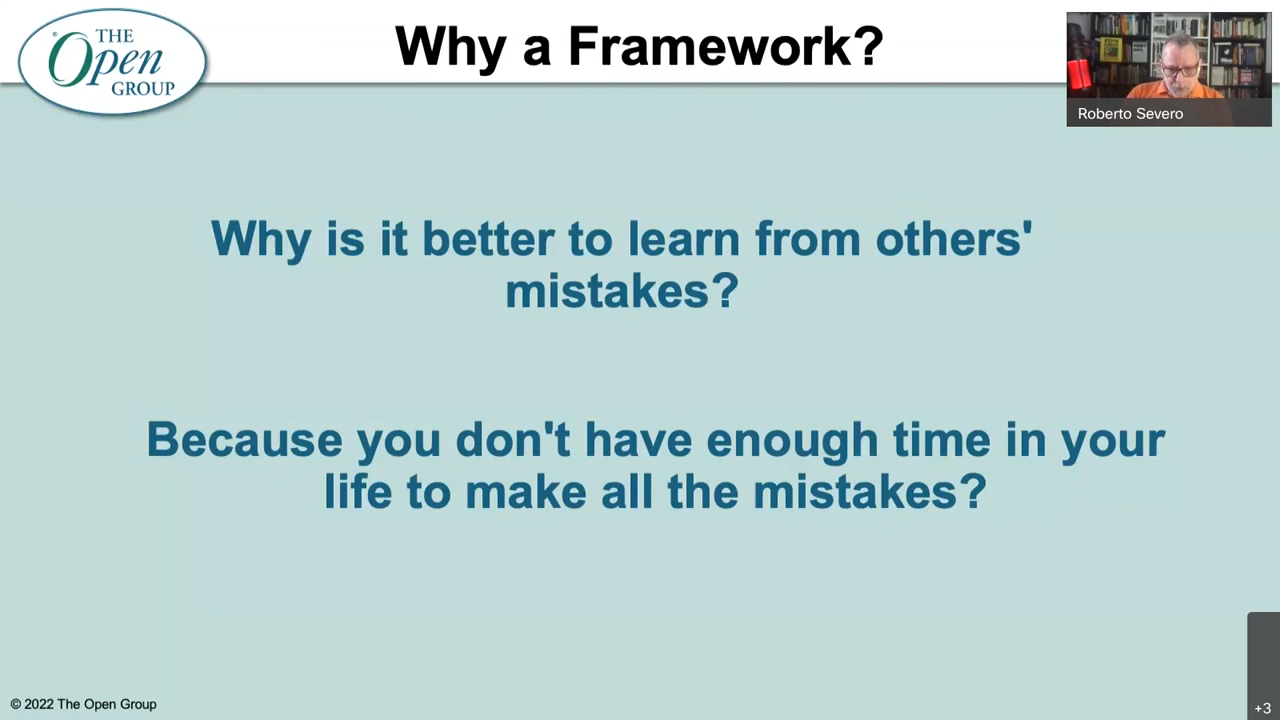 THE
Open
GROUP
Why a Framework?
Roberto Severo
Why is it better to learn from others'
mistakes?
Because you don't have enough time in your
life to make all the mistakes?
© 2022 The Open Group
+3